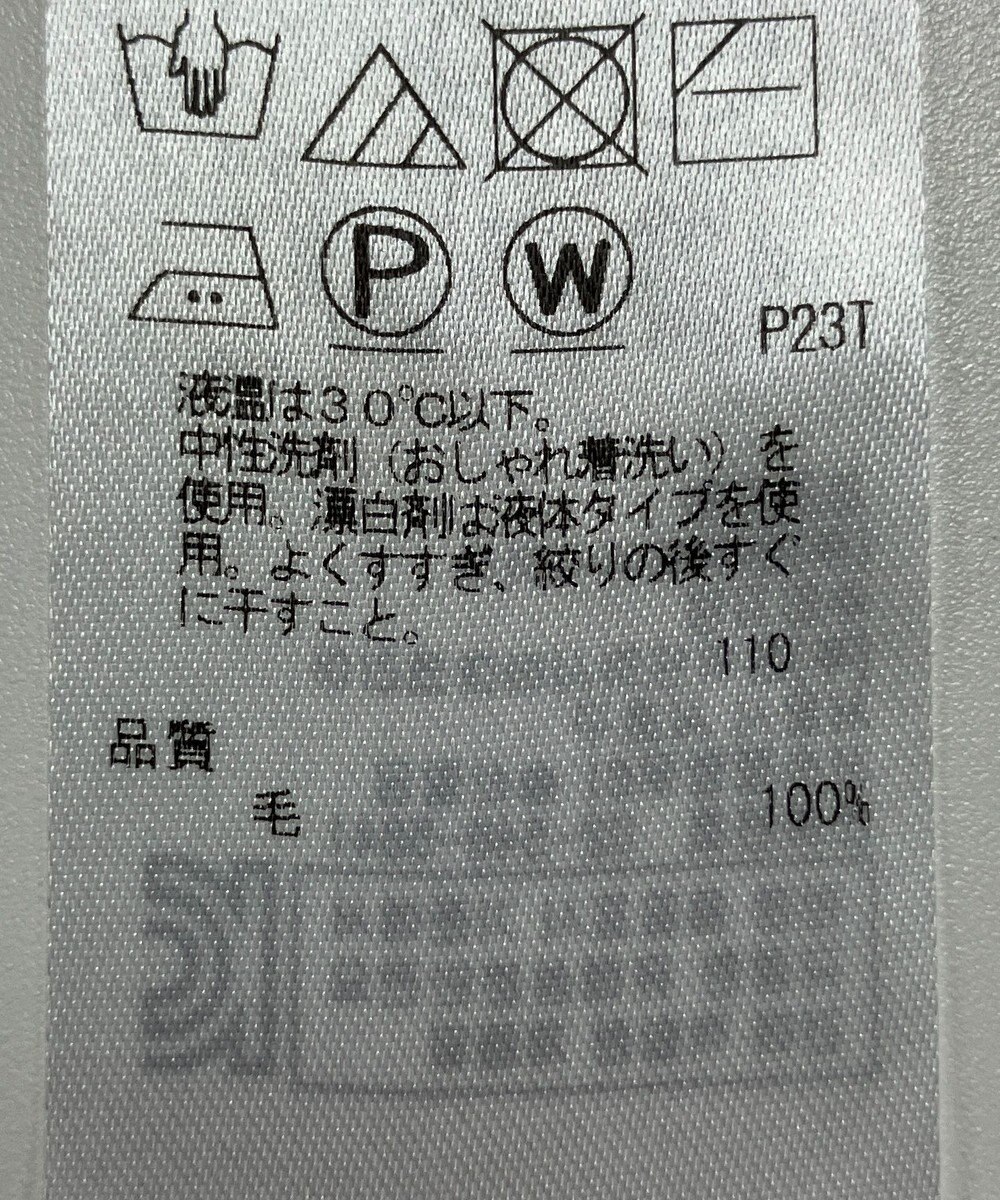 P
W
P23T
液温は30℃以下。
中性洗剤(おしゃれ着洗い)を
使用。漂白剤は液体タイプを使
用。よくすすぎ、絞りの後すぐ
に干すこと。
110
品質
毛 100%